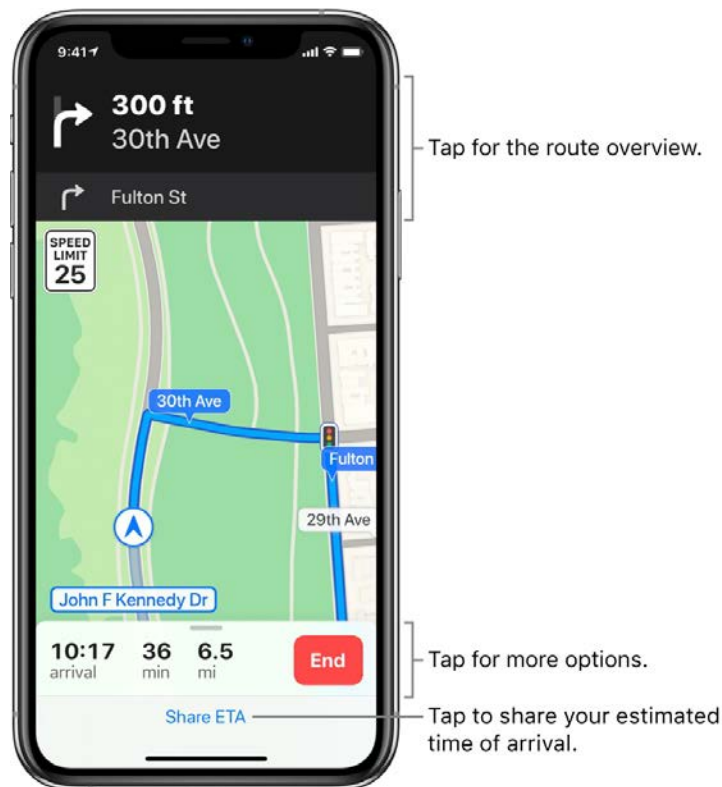 9:41
300 ft
30th Ave
Fulton St
Tap for the route overview.
SPEED
LIMIT
25
30th Ave
Fulton
29th Ave
John F Kennedy Dr
10:17 36 6.5
arrival min mi
End
Tap for more options.
Share ETA
Tap to share your estimated
time of arrival.